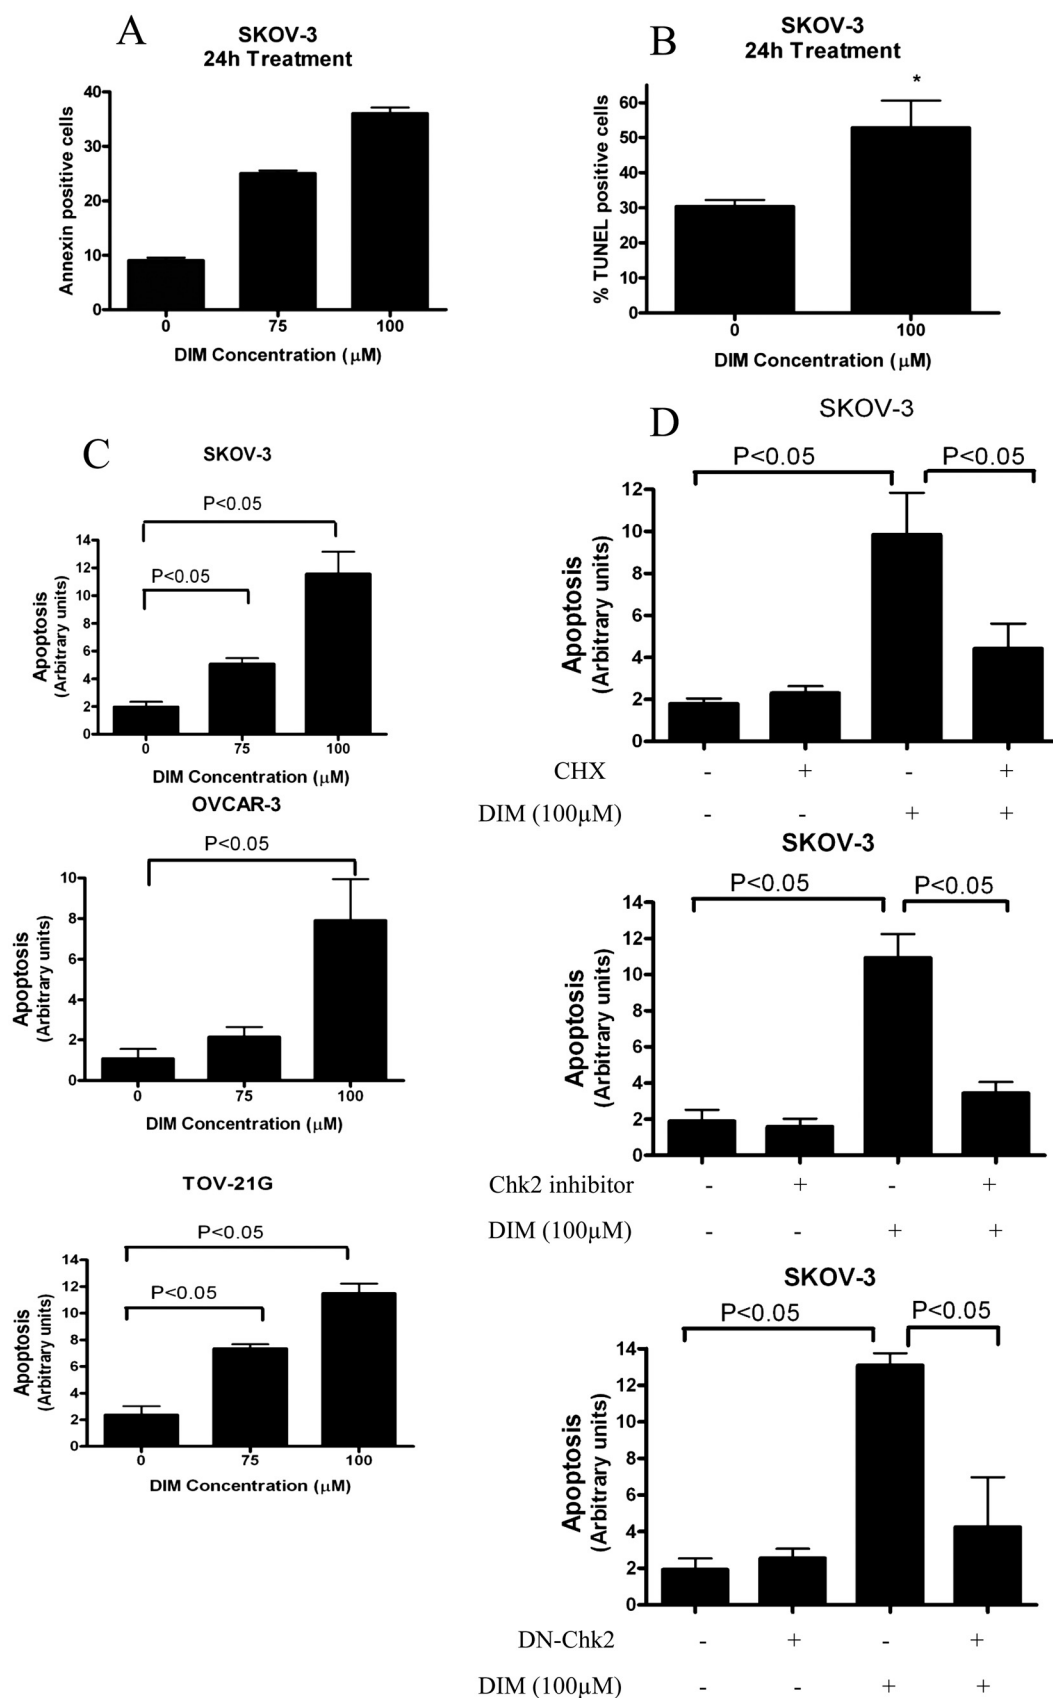 A
SKOV-3
24h Treatment
Annexin positive cells
40
30
20
10
0
0 75 100
DIM Concentration (μM)
B
SKOV-3
24h Treatment
*
% TUNEL positive cells
60
50
40
30
20
10
0
0 100
DIM Concentration (μM)
C
SKOV-3
P<0.05
P<0.05
Apoptosis
(Arbitrary units)
14
12
10
8
6
4
2
0
0 75 100
DIM Concentration (μM)
OVCAR-3
P<0.05
Apoptosis
(Arbitrary units)
10
8
6
4
2
0
0 75 100
DIM Concentration (μM)
TOV-21G
P<0.05
P<0.05
Apoptosis
(Arbitrary units)
14
12
10
8
6
4
2
0
0 75 100
DIM Concentration (μM)
D
SKOV-3
P<0.05 P<0.05
Apoptosis
(Arbitrary units)
12
10
8
6
4
2
0
CHX - + - +
DIM (100μM) - - + +
SKOV-3
P<0.05 P<0.05
Apoptosis
(Arbitrary units)
14
12
10
8
6
4
2
0
Chk2 inhibitor - + - +
DIM (100μM) - - + +
SKOV-3
P<0.05 P<0.05
Apoptosis
(Arbitrary units)
14
12
10
8
6
4
2
0
DN-Chk2 - + - +
DIM (100μM) - - + +